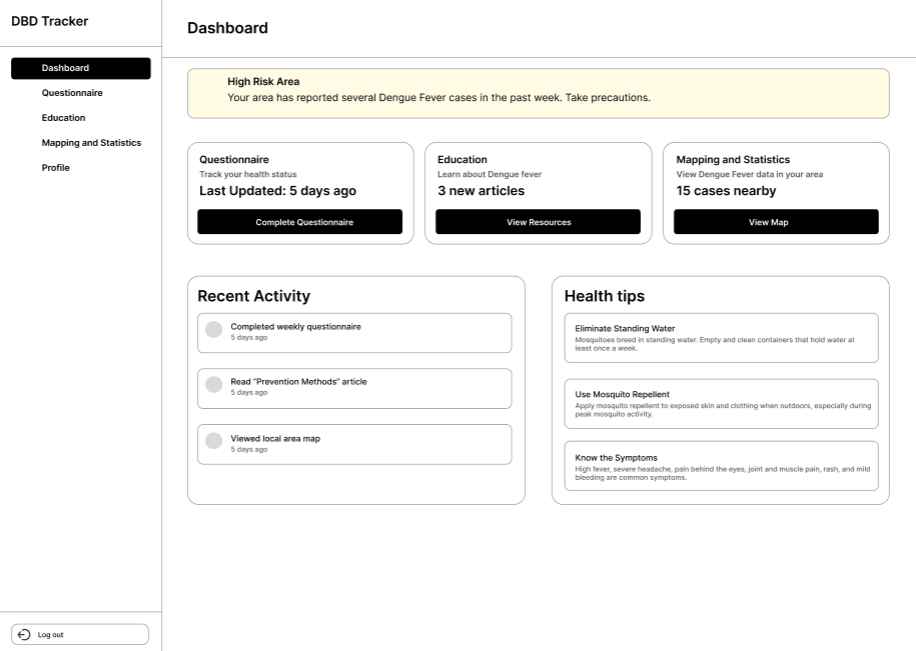 DBD Tracker
Dashboard
Questionnaire
Education
Mapping and Statistics
Profile
Log out
Dashboard
High Risk Area
Your area has reported several Dengue Fever cases in the past week. Take precautions.
Questionnaire
Track your health status
Last Updated: 5 days ago
Complete Questionnaire
Education
Learn about Dengue fever
3 new articles
View Resources
Mapping and Statistics
View Dengue Fever data in your area
15 cases nearby
View Map
Recent Activity
Completed weekly questionnaire
5 days ago
Read "Prevention Methods" article
5 days ago
Viewed local area map
5 days ago
Health tips
Eliminate Standing Water
Mosquitoes breed in standing water. Empty and clean containers that hold water at
least once a week.
Use Mosquito Repellent
Apply mosquito repellent to exposed skin and clothing when outdoors, especially during
peak mosquito activity.
Know the Symptoms
High fever, severe headache, pain behind the eyes, joint and muscle pain, rash, and mild
bleeding are common symptoms.